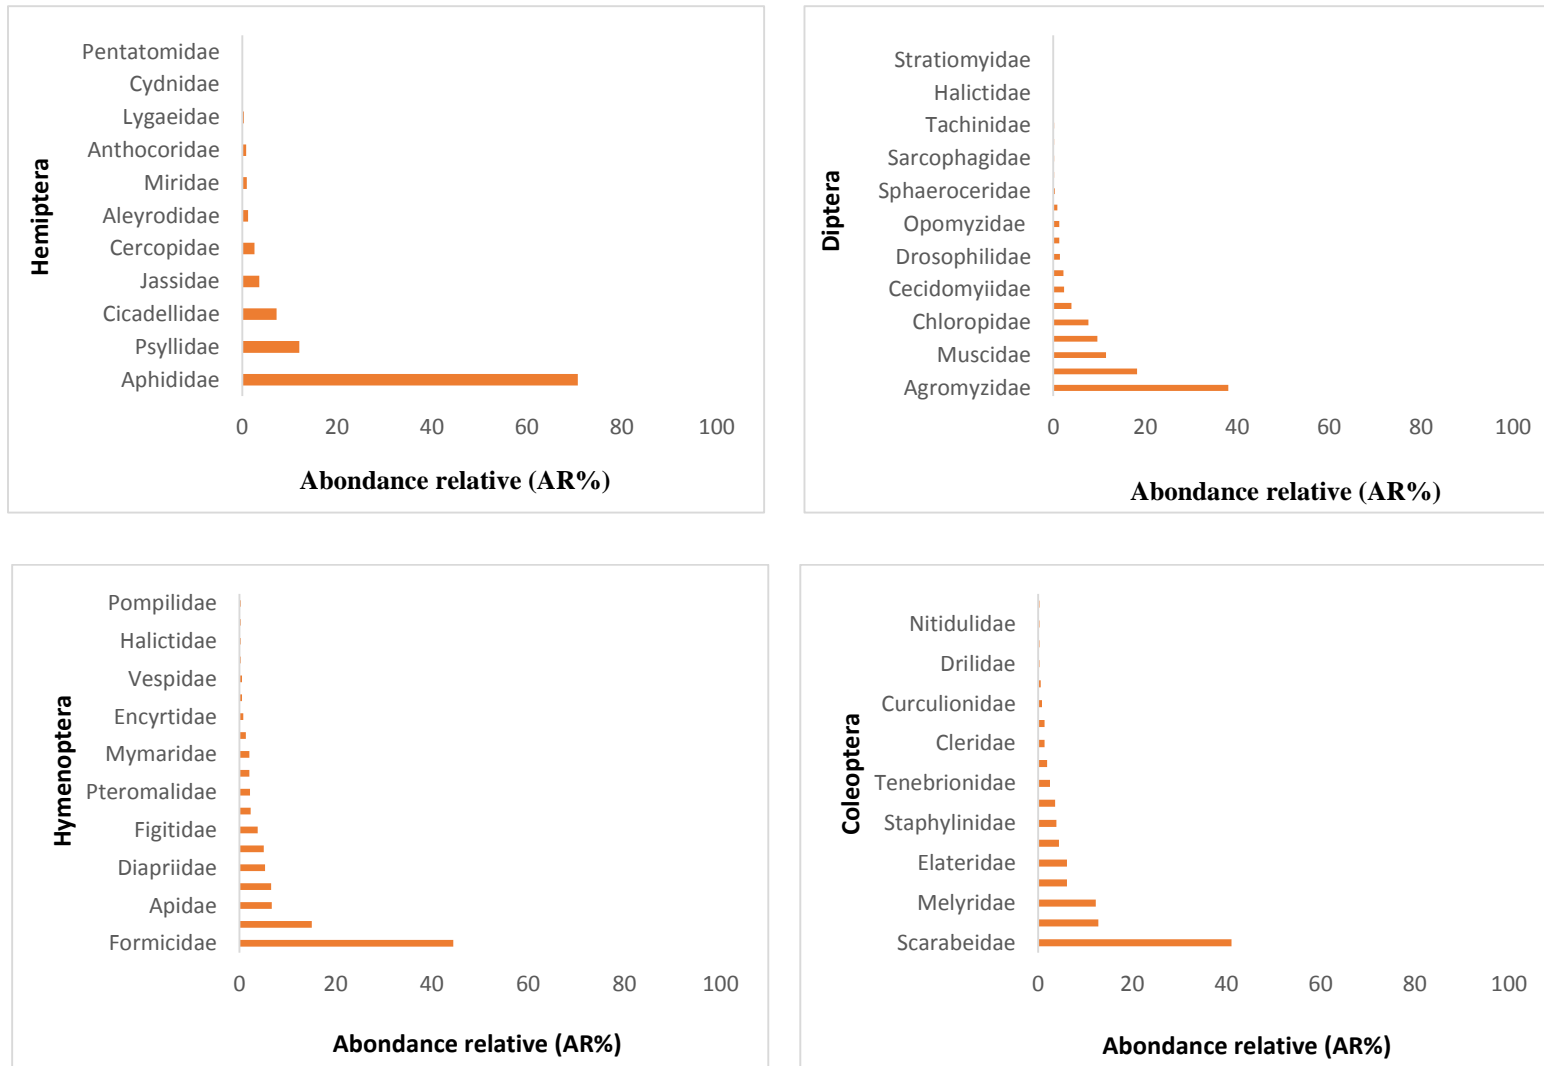 Hemiptera
Pentatomidae
Cydnidae
Lygaeidae
Anthocoridae
Miridae
Aleyrodidae
Cercopidae
Jassidae
Cicadellidae
Psyllidae
Aphididae
0 20 40 60 80 100
Abondance relative (AR%)
Diptera
Stratiomyidae
Halictidae
Tachinidae
Sarcophagidae
Sphaeroceridae
Opomyzidae
Drosophilidae
Cecidomyiidae
Chloropidae
Muscidae
Agromyzidae
0 20 40 60 80 100
Abondance relative (AR%)
Hymenoptera
Pompilidae
Halictidae
Vespidae
Encyrtidae
Mymaridae
Pteromalidae
Figitidae
Diapriidae
Apidae
Formicidae
0 20 40 60 80 100
Abondance relative (AR%)
Coleoptera
Nitidulidae
Drilidae
Curculionidae
Cleridae
Tenebrionidae
Staphylinidae
Elateridae
Melyridae
Scarabeidae
0 20 40 60 80 100
Abondance relative (AR%)